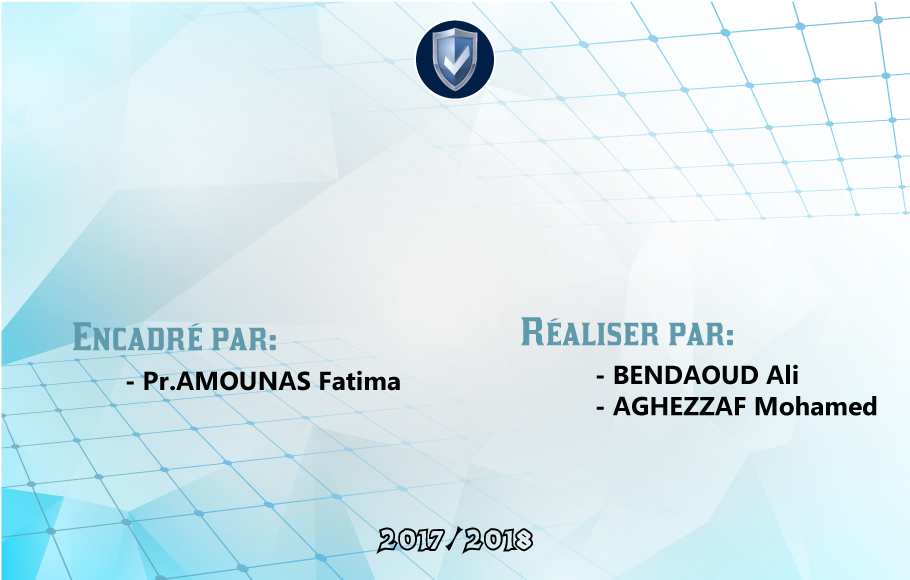 Encadré par:
- Pr.AMOUNAS Fatima
Réaliser par:
- BENDAOUD Ali
- AGHEZZAF Mohamed
2017/2018